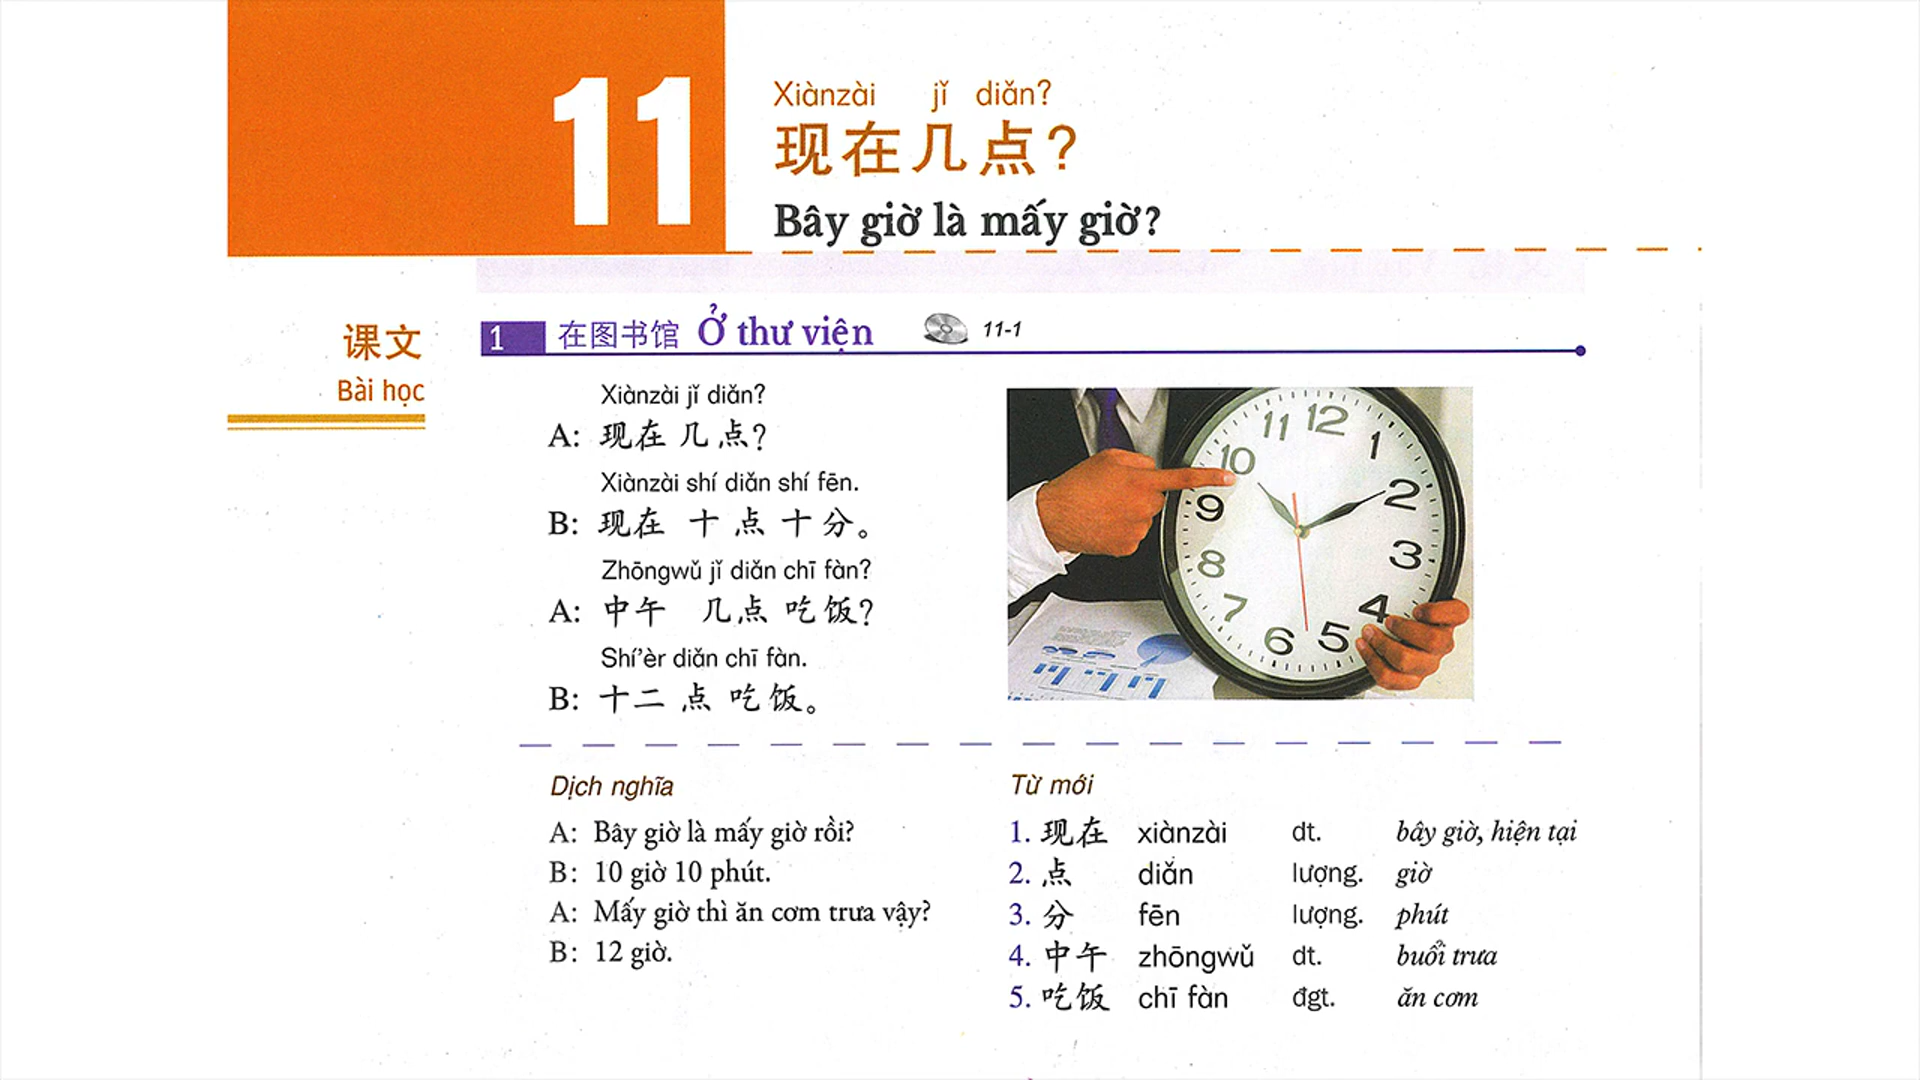 11
Xiànzài jǐ diǎn?
现在几点?
Bây giờ là mấy giờ?
课文
Bài học
1 在图书馆 Ở thư viện 11-1
Xiànzài jǐ diǎn?
A: 现在 几 点?
Xiànzài shí diǎn shí fēn.
B: 现在 十 点 十 分。
Zhōngwǔ jǐ diǎn chī fàn?
A: 中午 几点 吃 饭?
Shí'èr diǎn chī fàn.
B: 十二 点 吃 饭。
12
1
2
3
4
5
6
7
8
9
10
11
Dịch nghĩa
A: Bây giờ là mấy giờ rồi?
B: 10 giờ 10 phút.
A: Mấy giờ thì ăn cơm trưa vậy?
B: 12 giờ.
Từ mới
1. 现在 xiànzài dt. bây giờ, hiện tại
2. 点 diǎn lượng. giờ
3. 分 fēn lượng. phút
4. 中午 zhōngwǔ dt. buổi trưa
5. 吃饭 chī fàn đgt. ăn cơm